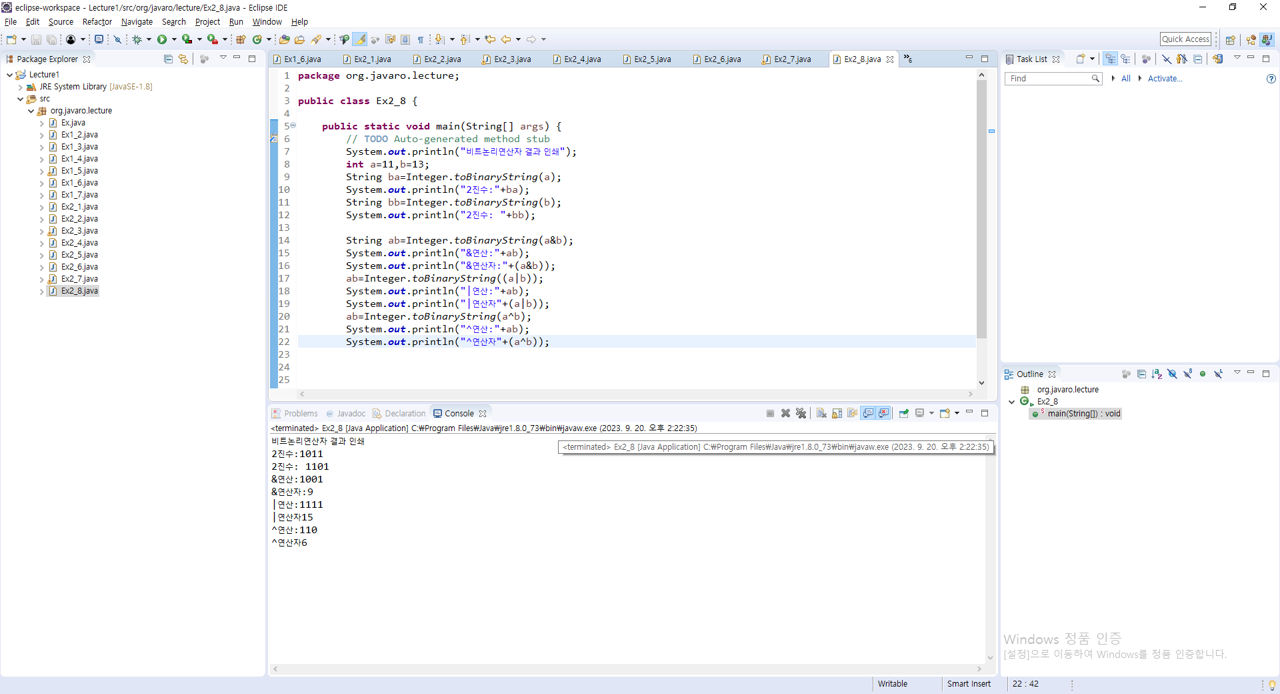 eclipse-workspace - Lecture1/src/org/javaro/lecture/Ex2_8.java - Eclipse IDE
File Edit Source Refactor Navigate Search Project Run Window Help
Quick Access
Package Explorer
Lecture1
JRE System Library [JavaSE-1.8]
src
org.javaro.lecture
Ex.java
Ex1_2.java
Ex1_3.java
Ex1_4.java
Ex1_5.java
Ex1_6.java
Ex1_7.java
Ex2_1.java
Ex2_2.java
Ex2_3.java
Ex2_4.java
Ex2_5.java
Ex2_6.java
Ex2_7.java
Ex2_8.java
Ex1_6.java Ex2_1.java Ex2_2.java Ex2_3.java Ex2_4.java Ex2_5.java Ex2_6.java Ex2_7.java Ex2_8.java »6
1 package org.javaro.lecture;
2
3 public class Ex2_8 {
4
5 public static void main(String[] args) {
6 // TODO Auto-generated method stub
7 System.out.println("비트논리연산자 결과 인쇄");
8 int a=11,b=13;
9 String ba=Integer.toBinaryString(a);
10 System.out.println("2진수:"+ba);
11 String bb=Integer.toBinaryString(b);
12 System.out.println("2진수: "+bb);
13
14 String ab=Integer.toBinaryString(a&b);
15 System.out.println("&연산:"+ab);
16 System.out.println("&연산자:"+(a&b));
17 ab=Integer.toBinaryString((a|b));
18 System.out.println("|연산:"+ab);
19 System.out.println("|연산자"+(a|b));
20 ab=Integer.toBinaryString(a^b);
21 System.out.println("^연산:"+ab);
22 System.out.println("^연산자"+(a^b));
23
24
25
Problems Javadoc Declaration Console
<terminated> Ex2_8 [Java Application] C:₩Program Files₩Java₩jre1.8.0_73₩bin₩javaw.exe (2023. 9. 20. 오후 2:22:35)
<terminated> Ex2_8 [Java Application] C:₩Program Files₩Java₩jre1.8.0_73₩bin₩javaw.exe (2023. 9. 20. 오후 2:22:35)
비트논리연산자 결과 인쇄
2진수:1011
2진수: 1101
&연산:1001
&연산자:9
|연산:1111
|연산자15
^연산:110
^연산자6
Task List
Find All Activate...
Outline
org.javaro.lecture
Ex2_8
main(String[]) : void
Windows 정품 인증
[설정]으로 이동하여 Windows를 정품 인증합니다.
Writable Smart Insert 22 : 42